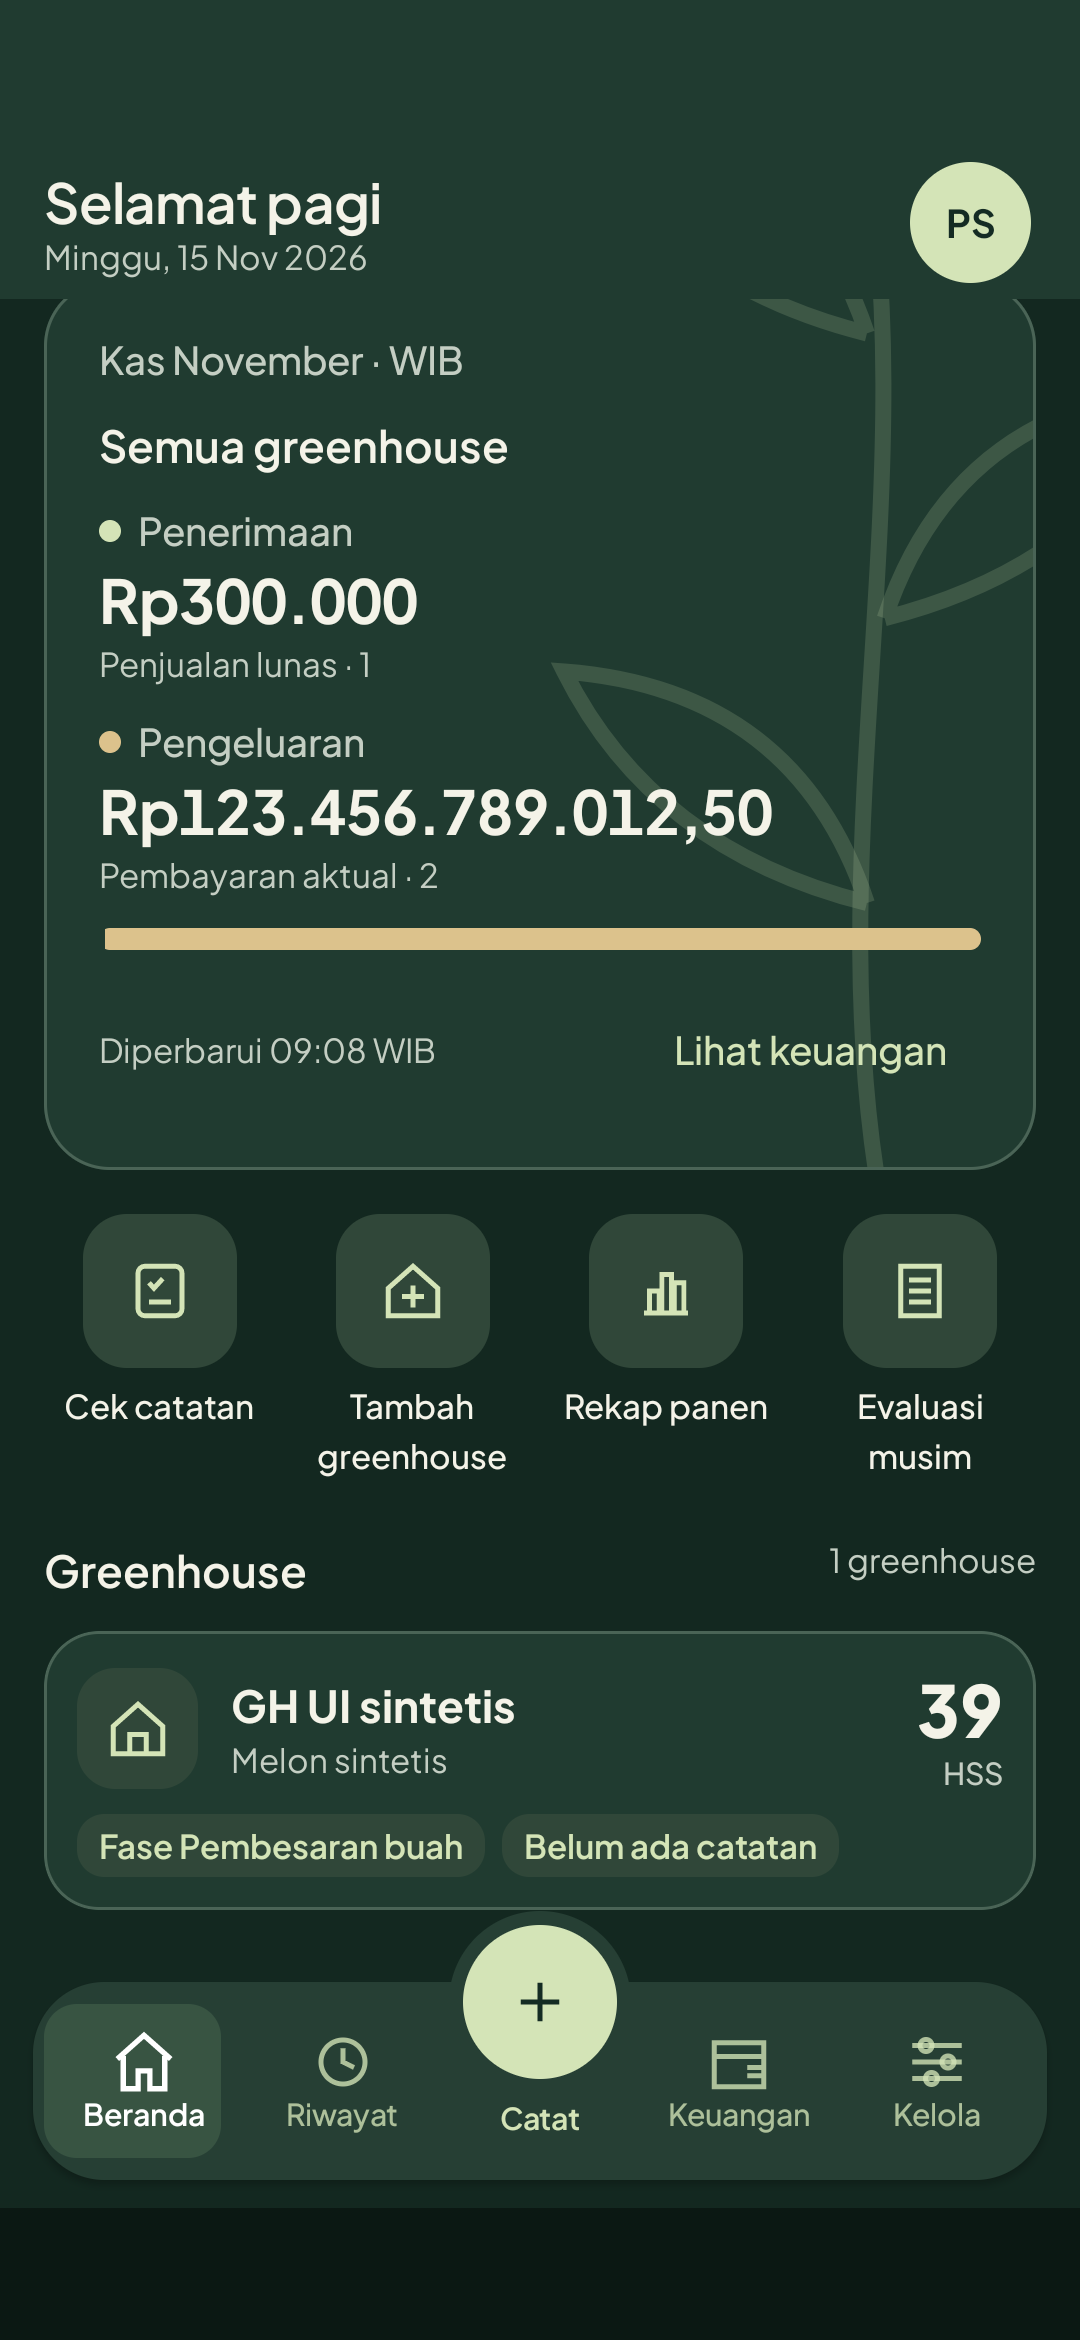 Selamat pagi
Minggu, 15 Nov 2026
PS
Kas November · WIB
Semua greenhouse
Penerimaan
Rp300.000
Penjualan lunas · 1
Pengeluaran
Rp123.456.789.012,50
Pembayaran aktual · 2
Diperbarui 09:08 WIB
Lihat keuangan
Cek catatan
Tambah
greenhouse
Rekap panen
Evaluasi
musim
Greenhouse
1 greenhouse
GH UI sintetis
Melon sintetis
39
HSS
Fase Pembesaran buah
Belum ada catatan
Beranda
Riwayat
Catat
Keuangan
Kelola